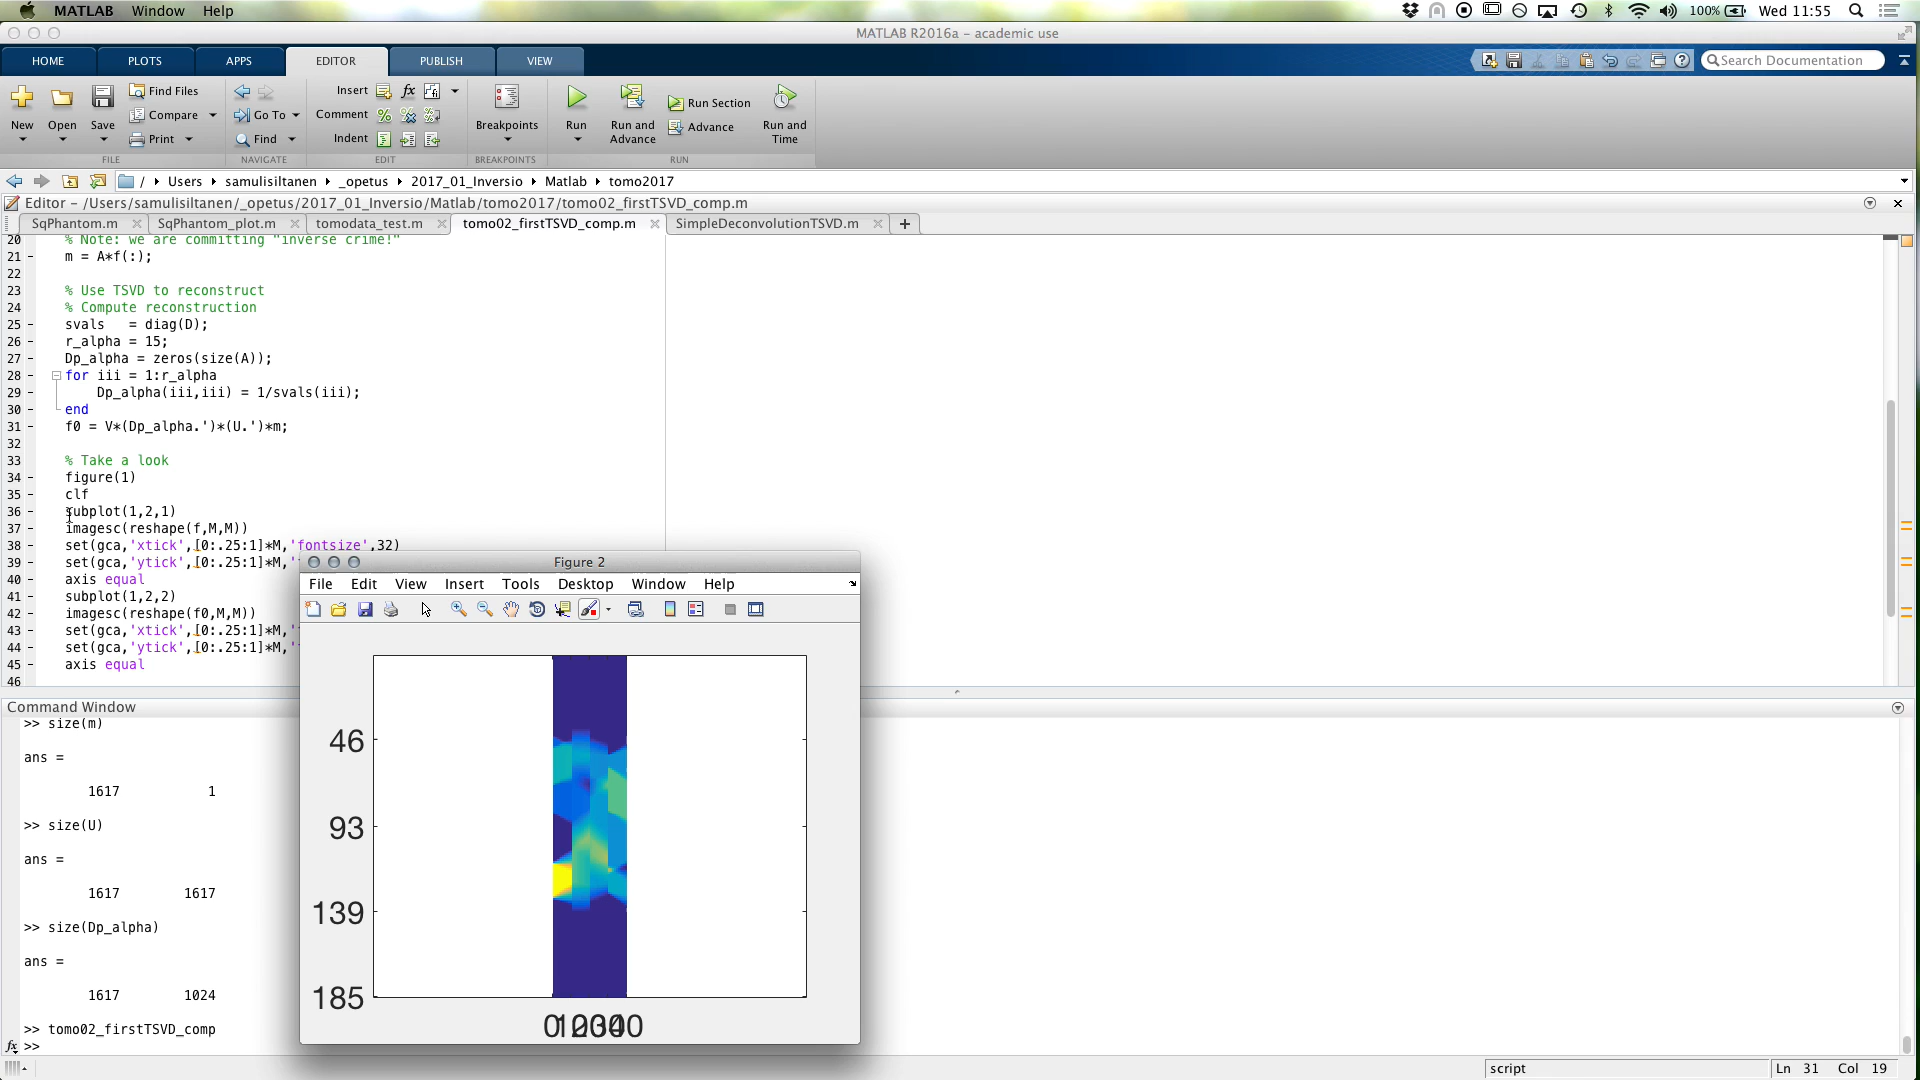 MATLAB Window Help 100% Wed 11:55
MATLAB R2016a - academic use
HOME PLOTS APPS EDITOR PUBLISH VIEW Search Documentation
New Open Save Find Files Compare Print Go To Find Insert fx Comment Indent Breakpoints Run Run and Advance Run Section Advance Run and Time
FILE NAVIGATE EDIT BREAKPOINTS RUN
/ Users samulisiltanen _opetus 2017_01_Inversio Matlab tomo2017
Editor - /Users/samulisiltanen/_opetus/2017_01_Inversio/Matlab/tomo2017/tomo02_firstTSVD_comp.m
SqPhantom.m SqPhantom_plot.m tomodata_test.m tomo02_firstTSVD_comp.m SimpleDeconvolutionTSVD.m
20 % Note: we are committing "inverse crime!"
21 m = A*f(:);
22
23 % Use TSVD to reconstruct
24 % Compute reconstruction
25 svals   = diag(D);
26 r_alpha = 15;
27 Dp_alpha = zeros(size(A));
28 for iii = 1:r_alpha
29     Dp_alpha(iii,iii) = 1/svals(iii);
30 end
31 f0 = V*(Dp_alpha.')*(U.')*m;
32
33 % Take a look
34 figure(1)
35 clf
36 subplot(1,2,1)
37 imagesc(reshape(f,M,M))
38 set(gca,'xtick',[0:.25:1]*M,'fontsize',32)
39 set(gca,'ytick',[0:.25:1]*M,'
40 axis equal
41 subplot(1,2,2)
42 imagesc(reshape(f0,M,M))
43 set(gca,'xtick',[0:.25:1]*M,'
44 set(gca,'ytick',[0:.25:1]*M,'
45 axis equal
46
Figure 2
File Edit View Insert Tools Desktop Window Help
46
93
139
185
Command Window
>> size(m)
ans =
1617 1
>> size(U)
ans =
1617 1617
>> size(Dp_alpha)
ans =
1617 1024
>> tomo02_firstTSVD_comp
fx >>
script Ln 31 Col 19